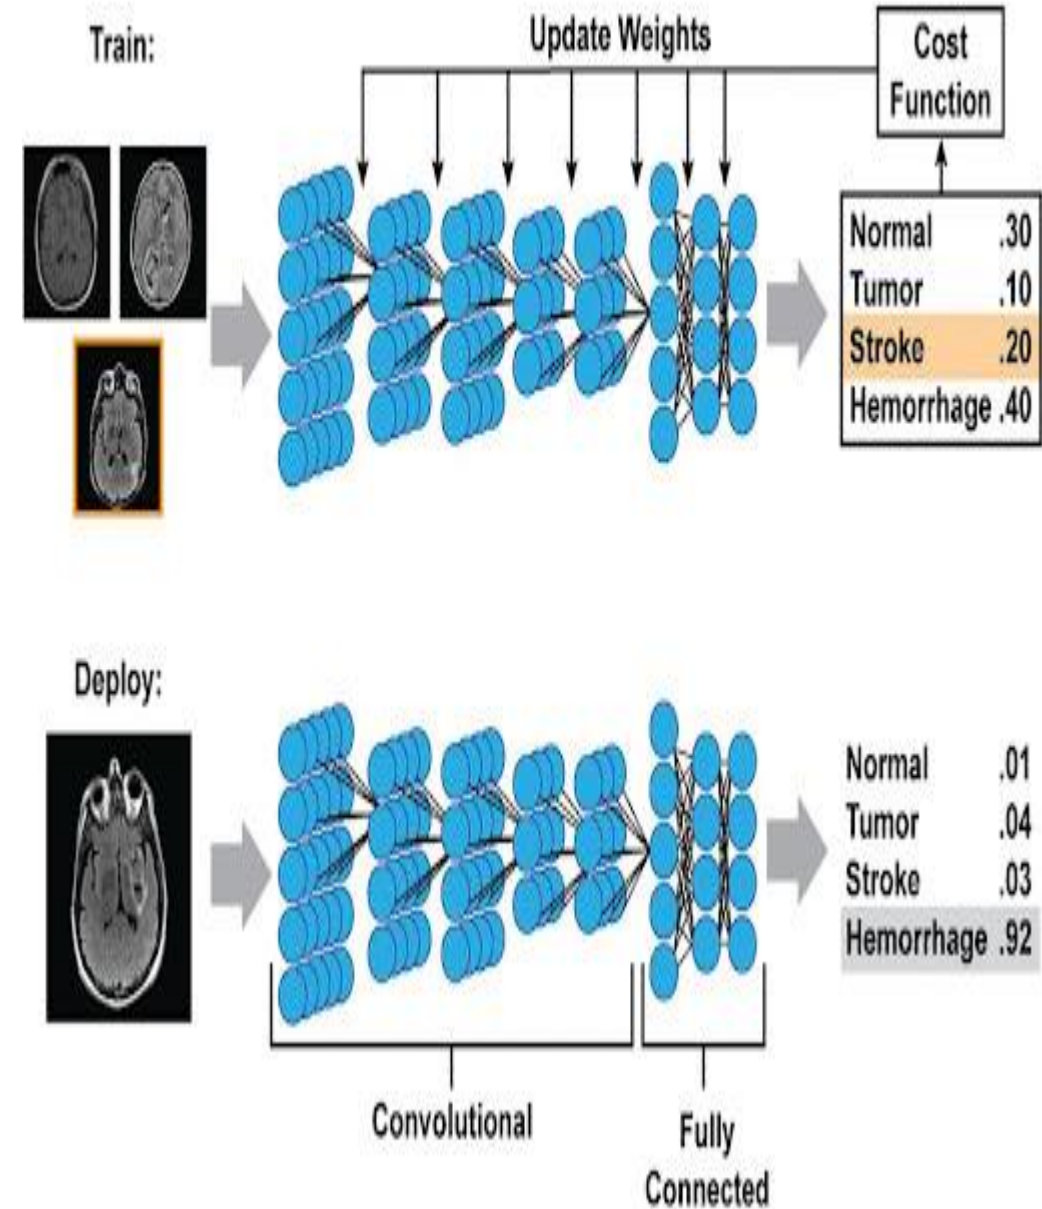 Train:
Update Weights
Cost
Function
Normal .30
Tumor .10
Stroke .20
Hemorrhage .40
Deploy:
Normal .01
Tumor .04
Stroke .03
Hemorrhage .92
Convolutional
Fully
Connected